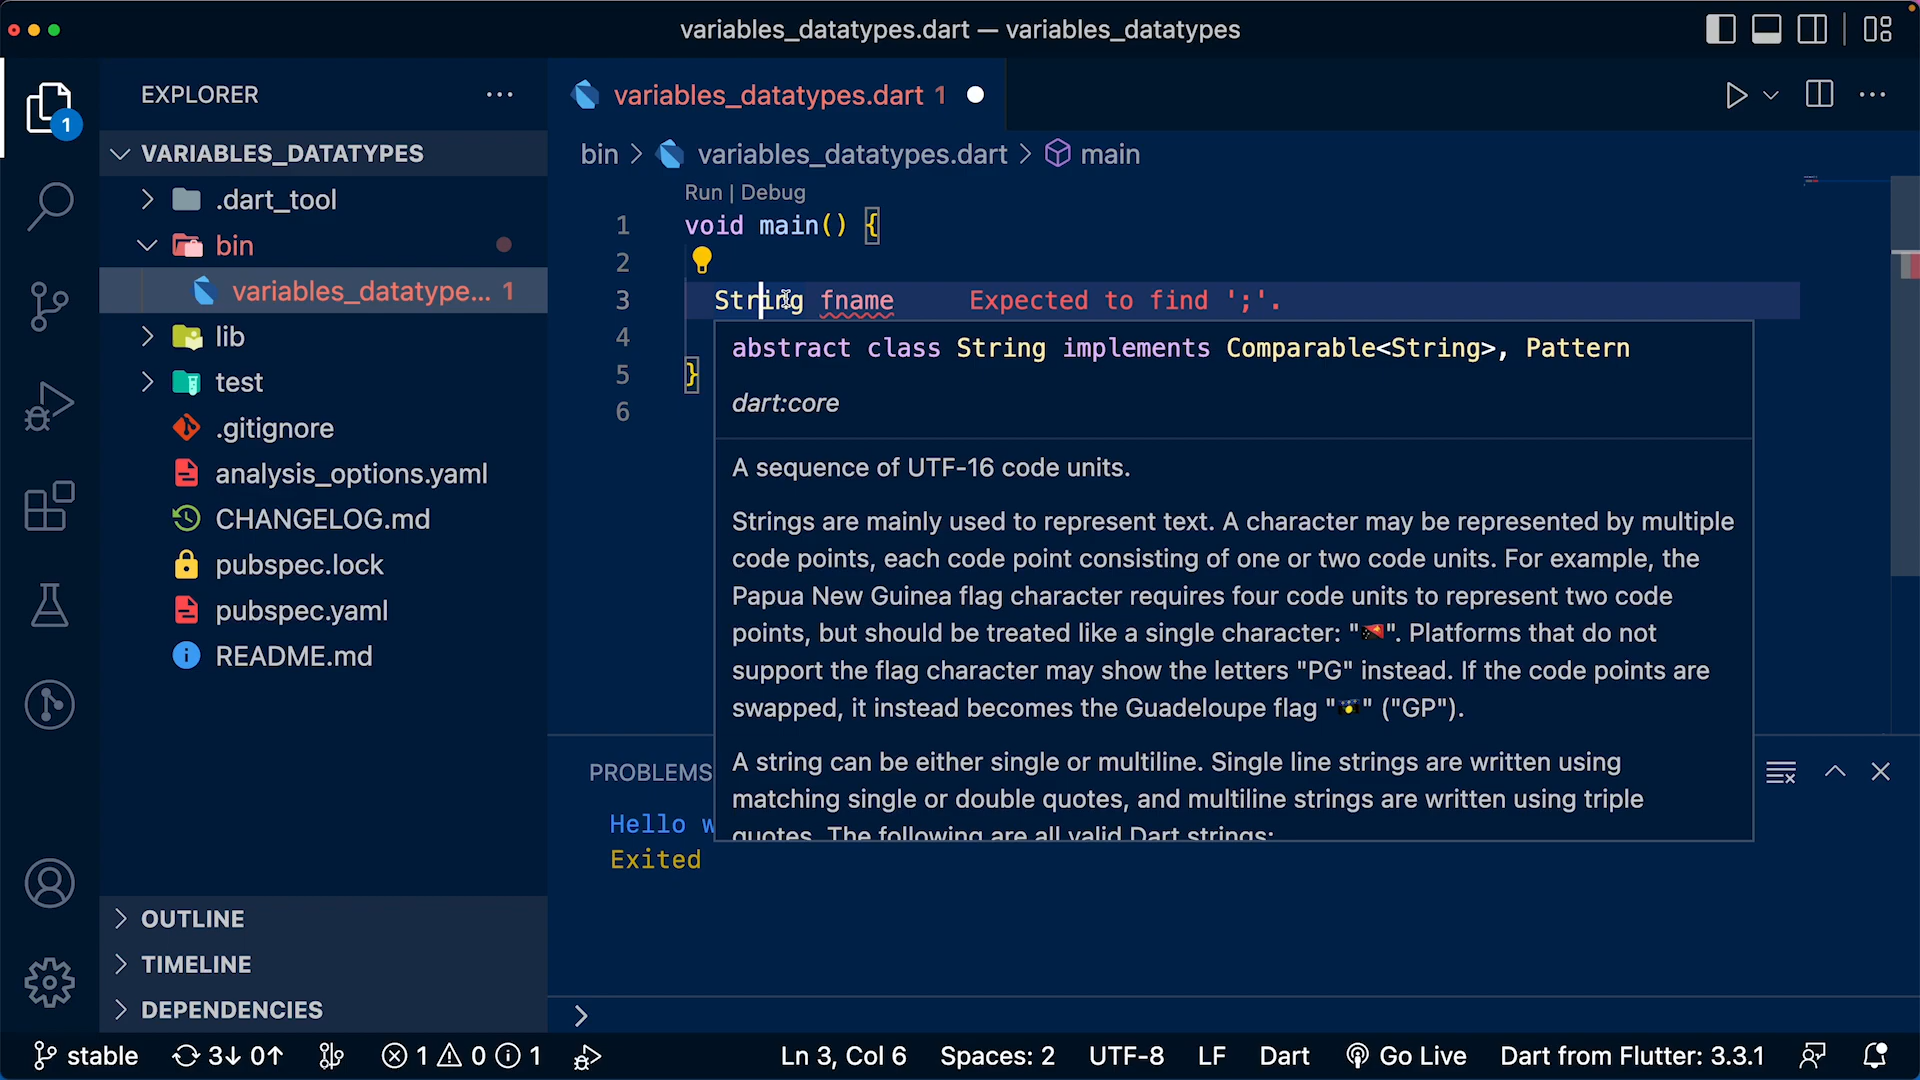 variables_datatypes.dart — variables_datatypes
EXPLORER
1
VARIABLES_DATATYPES
.dart_tool
bin
variables_datatype... 1
lib
test
.gitignore
analysis_options.yaml
CHANGELOG.md
pubspec.lock
pubspec.yaml
README.md
OUTLINE
TIMELINE
DEPENDENCIES
variables_datatypes.dart 1
bin > variables_datatypes.dart > main
Run | Debug
1 void main() {
2
3 String fname Expected to find ';'.
4
5 }
6
abstract class String implements Comparable<String>, Pattern
dart:core
A sequence of UTF-16 code units.
Strings are mainly used to represent text. A character may be represented by multiple
code points, each code point consisting of one or two code units. For example, the
Papua New Guinea flag character requires four code units to represent two code
points, but should be treated like a single character: "🇵🇬". Platforms that do not
support the flag character may show the letters "PG" instead. If the code points are
swapped, it instead becomes the Guadeloupe flag "🇬🇵" ("GP").
A string can be either single or multiline. Single line strings are written using
matching single or double quotes, and multiline strings are written using triple
quotes. The following are all valid Dart strings:
PROBLEMS
Hello
Exited
stable 3↓ 0↑ 1 0 1 Ln 3, Col 6 Spaces: 2 UTF-8 LF Dart Go Live Dart from Flutter: 3.3.1